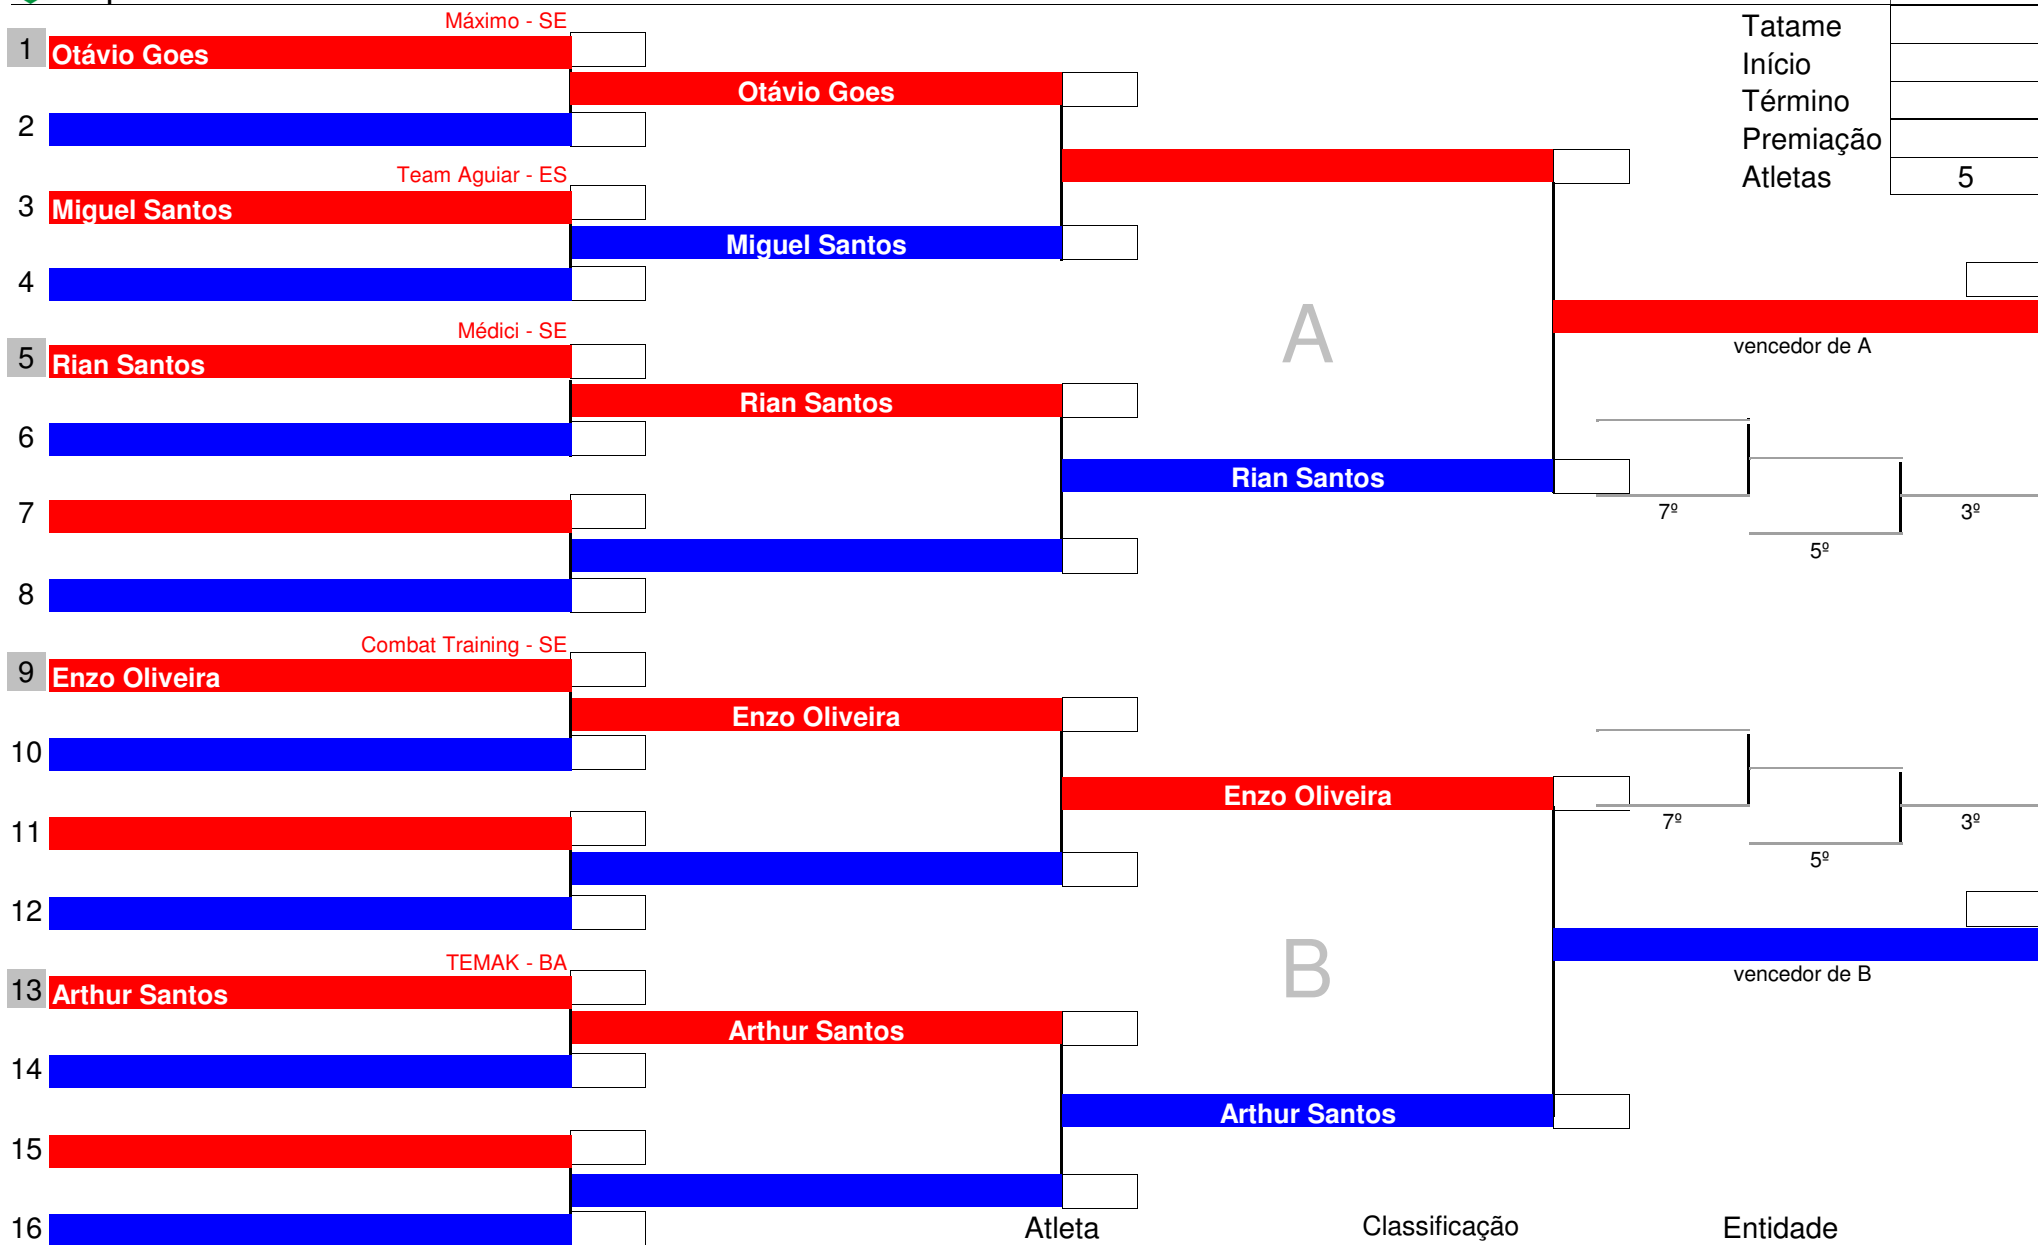 Máximo - SE
Tatame
1 Otávio Goes
Início
Otávio Goes
Término
2
Premiação
Team Aguiar - ES
Atletas 5
3 Miguel Santos
Miguel Santos
4
A
Médici - SE
vencedor de A
5 Rian Santos
Rian Santos
6
Rian Santos
7
7º 3º
5º
8
Combat Training - SE
9 Enzo Oliveira
Enzo Oliveira
10
Enzo Oliveira
11
7º 3º
5º
12
B
TEMAK - BA
vencedor de B
13 Arthur Santos
Arthur Santos
14
Arthur Santos
15
16
Atleta Classificação Entidade